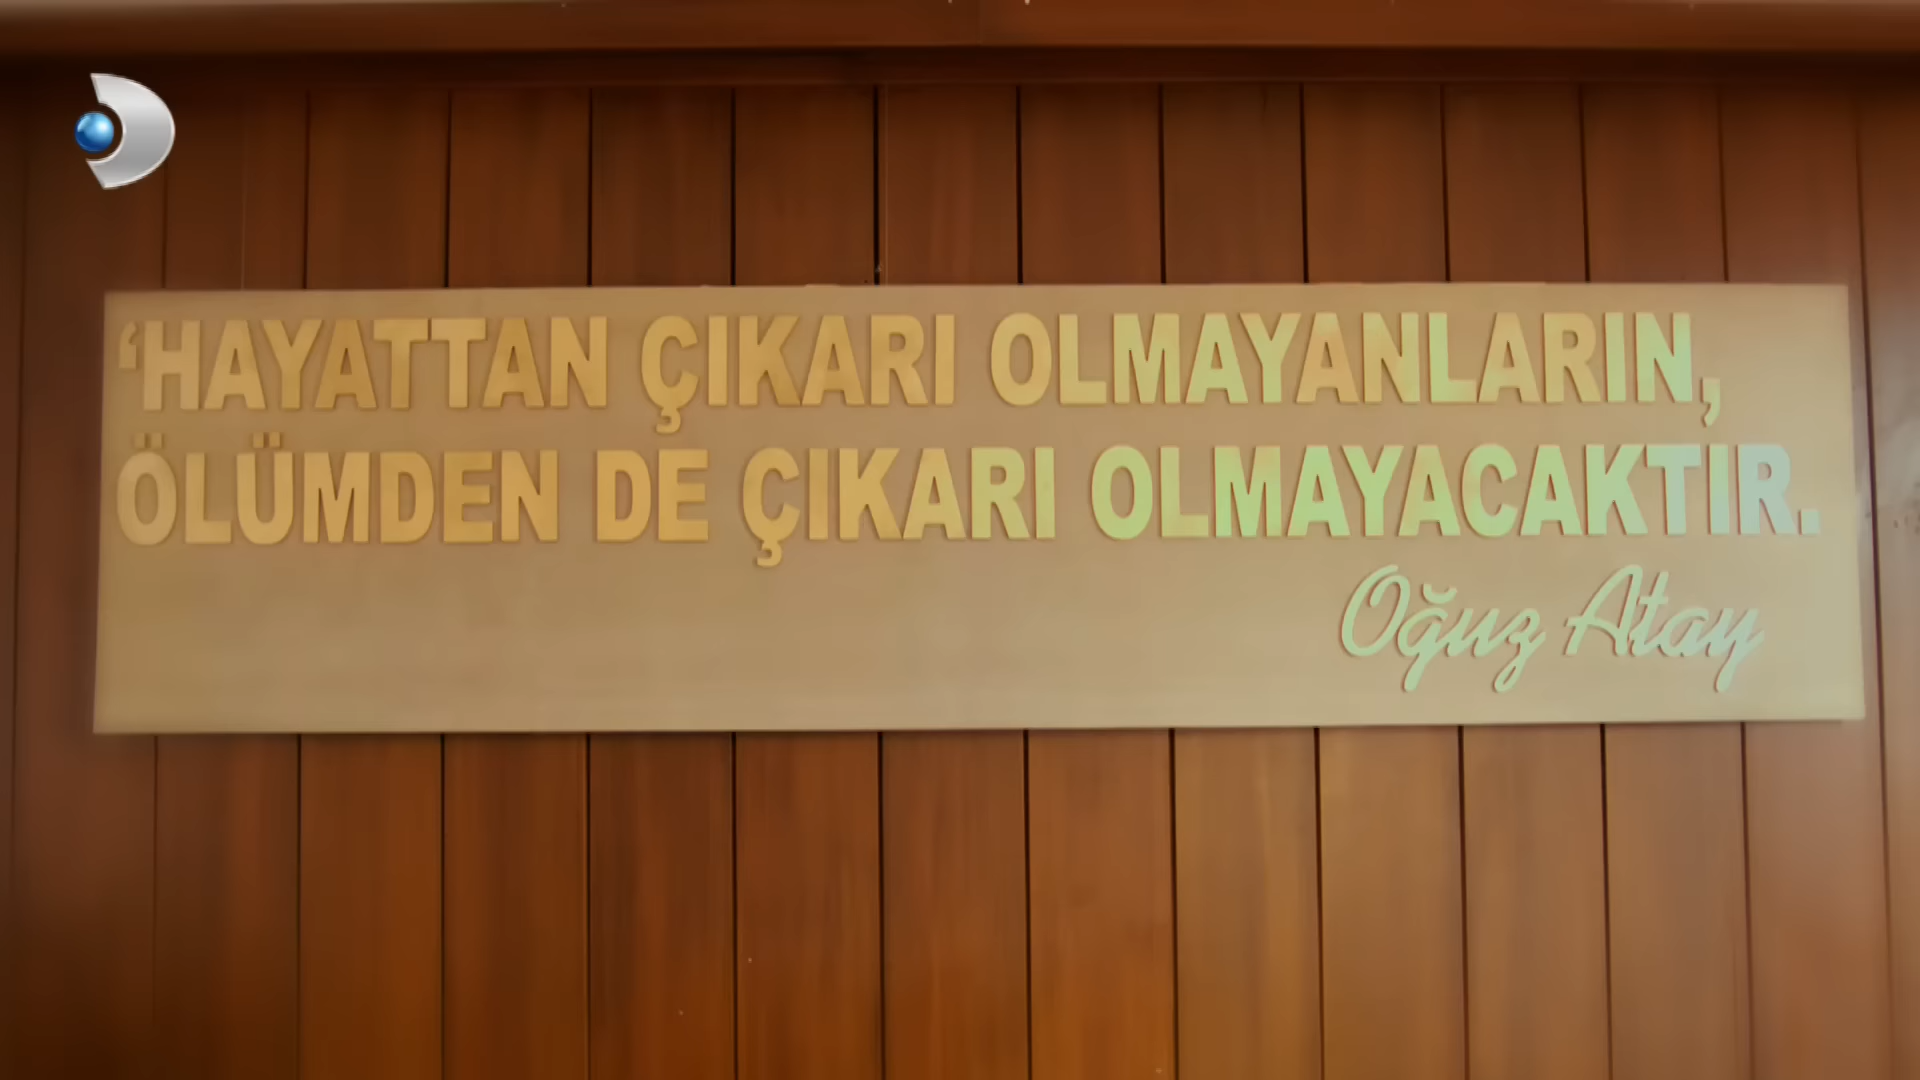 ‘HAYATTAN ÇIKARI OLMAYANLARIN,
ÖLÜMDEN DE ÇIKARI OLMAYACAKTIR.
Oğuz Atay